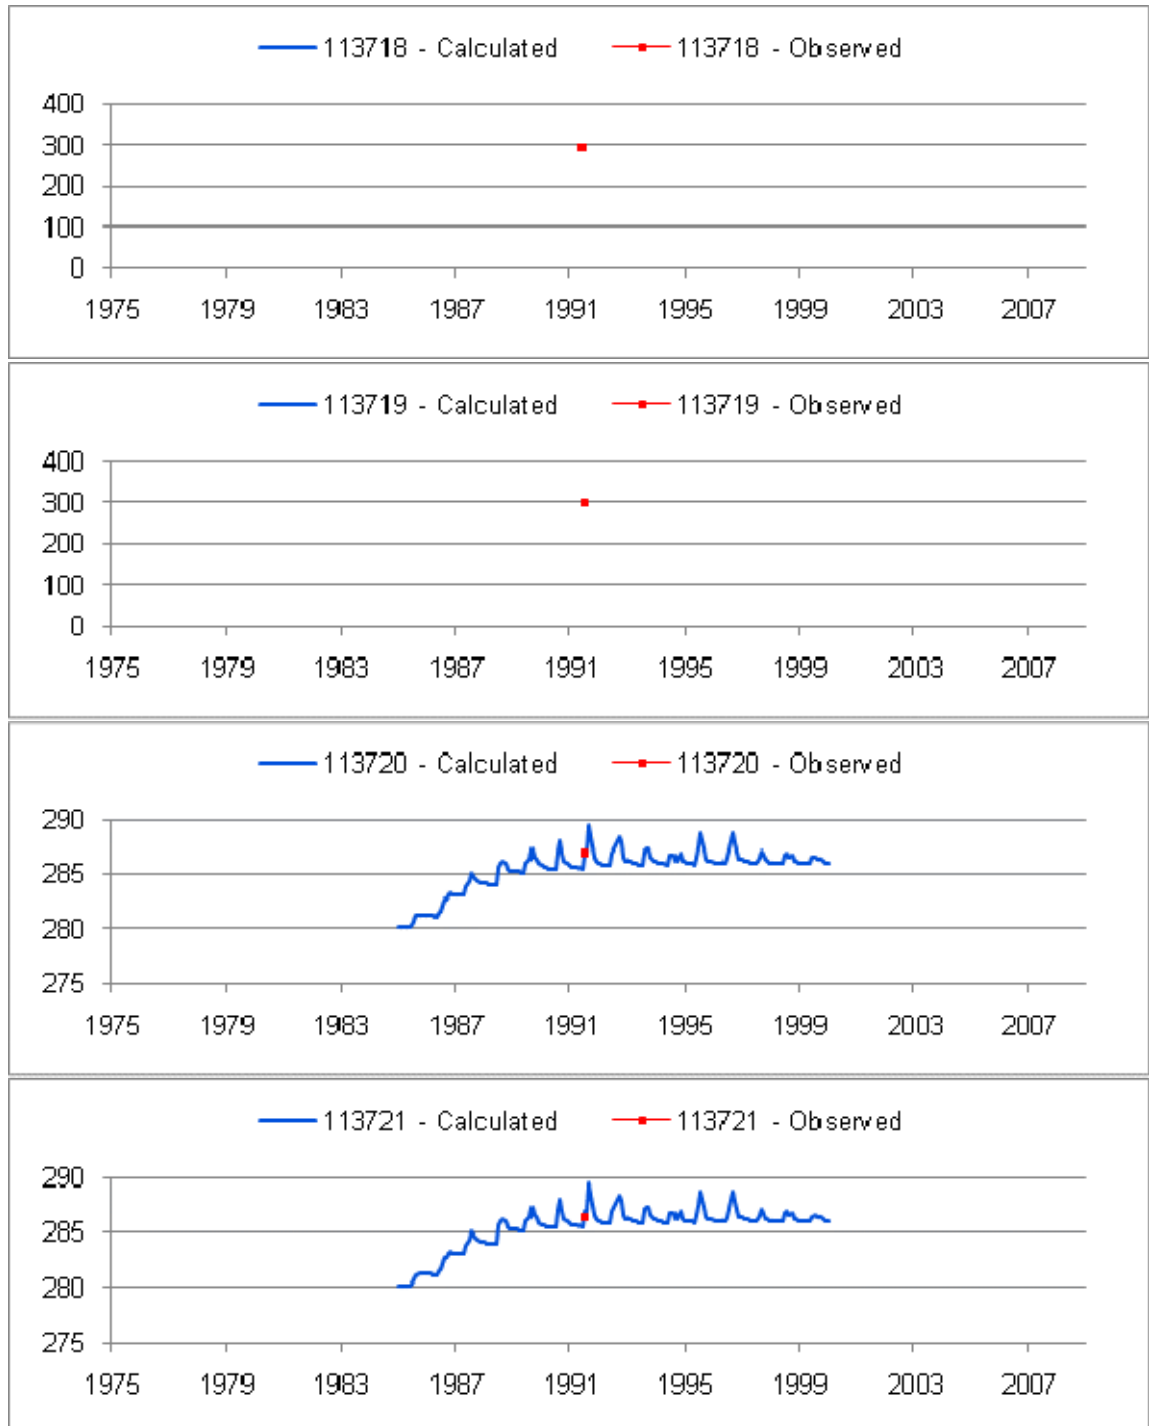 113718 - Calculated 113718 - Observed
400
300
200
100
0
1975 1979 1983 1987 1991 1995 1999 2003 2007
113719 - Calculated 113719 - Observed
400
300
200
100
0
1975 1979 1983 1987 1991 1995 1999 2003 2007
113720 - Calculated 113720 - Observed
290
285
280
275
1975 1979 1983 1987 1991 1995 1999 2003 2007
113721 - Calculated 113721 - Observed
290
285
280
275
1975 1979 1983 1987 1991 1995 1999 2003 2007